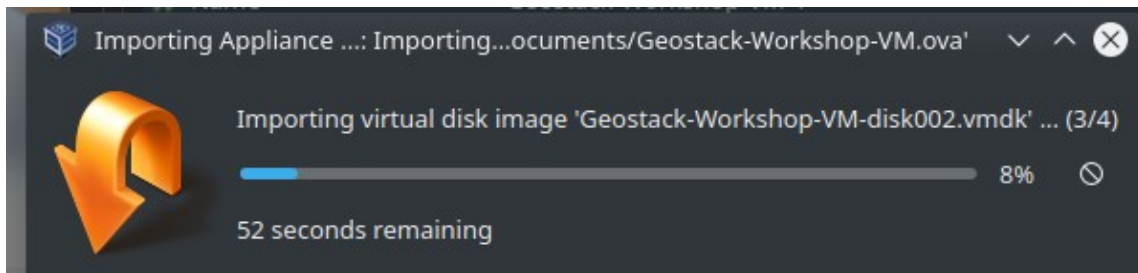 Importing Appliance ...: Importing...ocuments/Geostack-Workshop-VM.ova'
Importing virtual disk image 'Geostack-Workshop-VM-disk002.vmdk' ... (3/4)
8%
52 seconds remaining